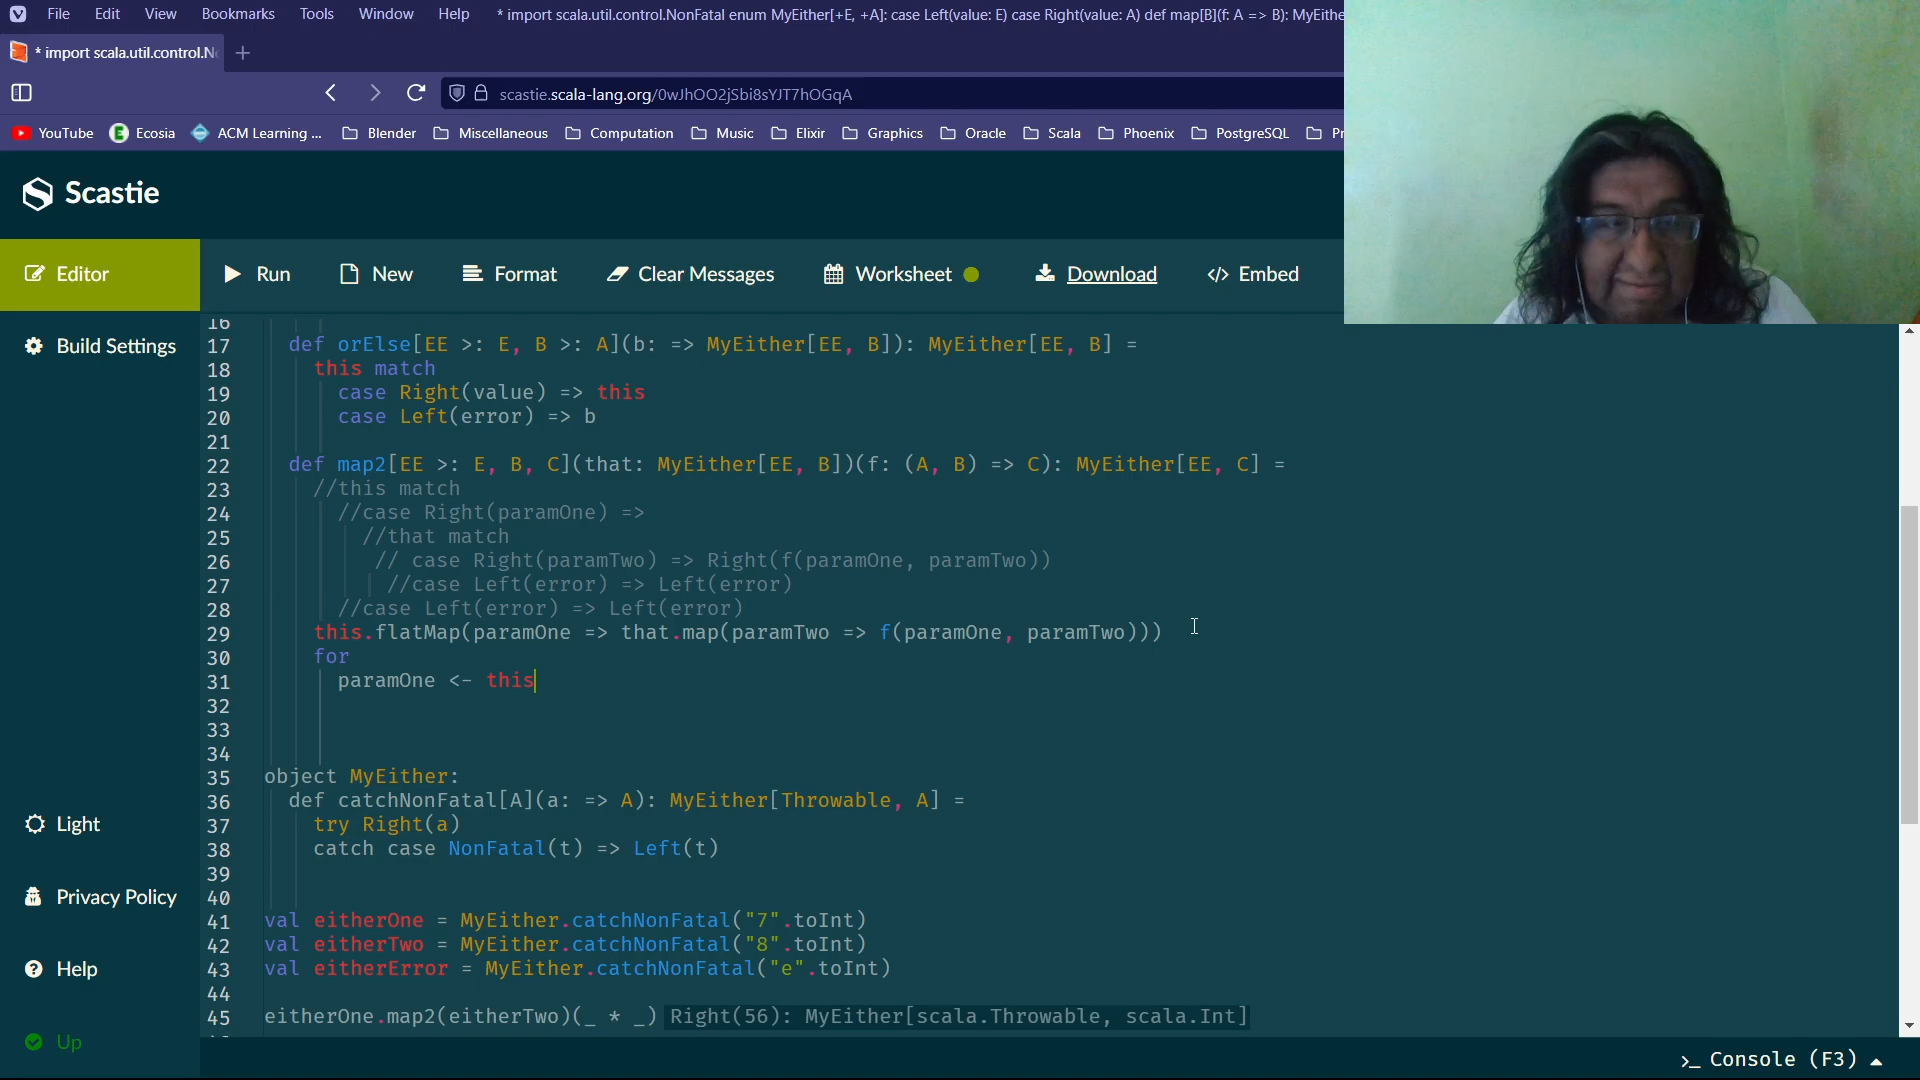 File Edit View Bookmarks Tools Window Help * import scala.util.control.NonFatal enum MyEither[+E, +A]: case Left(value: E) case Right(value: A) def map[B](f: A => B): MyEithe
* import scala.util.control.N
scastie.scala-lang.org/0wJhOO2jSbi8sYJT7hOGqA
YouTube Ecosia ACM Learning ... Blender Miscellaneous Computation Music Elixir Graphics Oracle Scala Phoenix PostgreSQL Pr
Scastie
Editor Run New Format Clear Messages Worksheet Download Embed
Build Settings
Light
Privacy Policy
Help
Up
16
17 def orElse[EE >: E, B >: A](b: => MyEither[EE, B]): MyEither[EE, B] =
18 this match
19 case Right(value) => this
20 case Left(error) => b
21
22 def map2[EE >: E, B, C](that: MyEither[EE, B])(f: (A, B) => C): MyEither[EE, C] =
23 //this match
24 //case Right(paramOne) =>
25 //that match
26 // case Right(paramTwo) => Right(f(paramOne, paramTwo))
27 //case Left(error) => Left(error)
28 //case Left(error) => Left(error)
29 this.flatMap(paramOne => that.map(paramTwo => f(paramOne, paramTwo)))
30 for
31 paramOne <- this
32
33
34
35 object MyEither:
36 def catchNonFatal[A](a: => A): MyEither[Throwable, A] =
37 try Right(a)
38 catch case NonFatal(t) => Left(t)
39
40
41 val eitherOne = MyEither.catchNonFatal("7".toInt)
42 val eitherTwo = MyEither.catchNonFatal("8".toInt)
43 val eitherError = MyEither.catchNonFatal("e".toInt)
44
45 eitherOne.map2(eitherTwo)(_ * _) Right(56): MyEither[scala.Throwable, scala.Int]
>_ Console (F3)